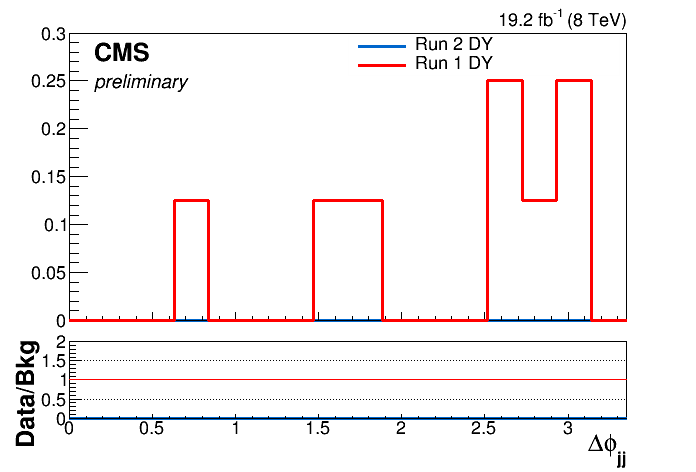 19.2 fb⁻¹ (8 TeV)
CMS
preliminary
Run 2 DY
Run 1 DY
0.3
0.25
0.2
0.15
0.1
0.05
0
2
1.5
1
0.5
0
Data/Bkg
0 0.5 1 1.5 2 2.5 3
Δϕjj